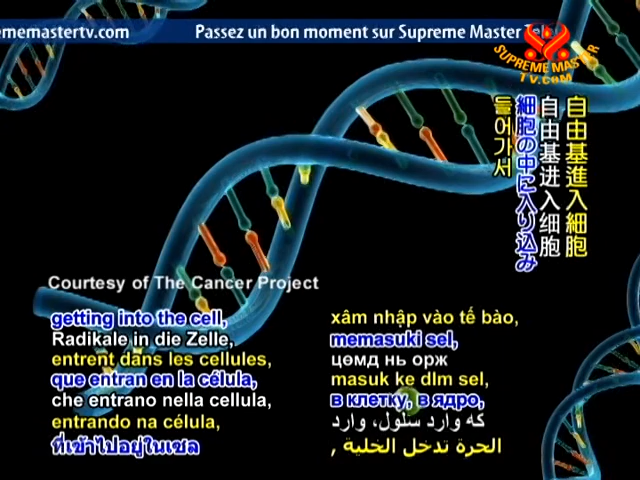 ememastertv.com
Passez un bon moment sur Supreme Master Tel
SUPREME MASTER
TV.COM
自由基進入細胞
自由基进入细胞
細胞の中に入り込み
들어가서
Courtesy of The Cancer Project
getting into the cell,
Radikale in die Zelle,
entrent dans les cellules,
que entran en la célula,
che entrano nella cellula,
entrando na célula,
ที่เข้าไปอยู่ในเซล
xâm nhập vào tế bào,
memasuki sel,
цөмд нь орж
masuk ke dlm sel,
в клетку, в ядро,
که وارد سلول، وارد
الحرة تدخل الخلية ,